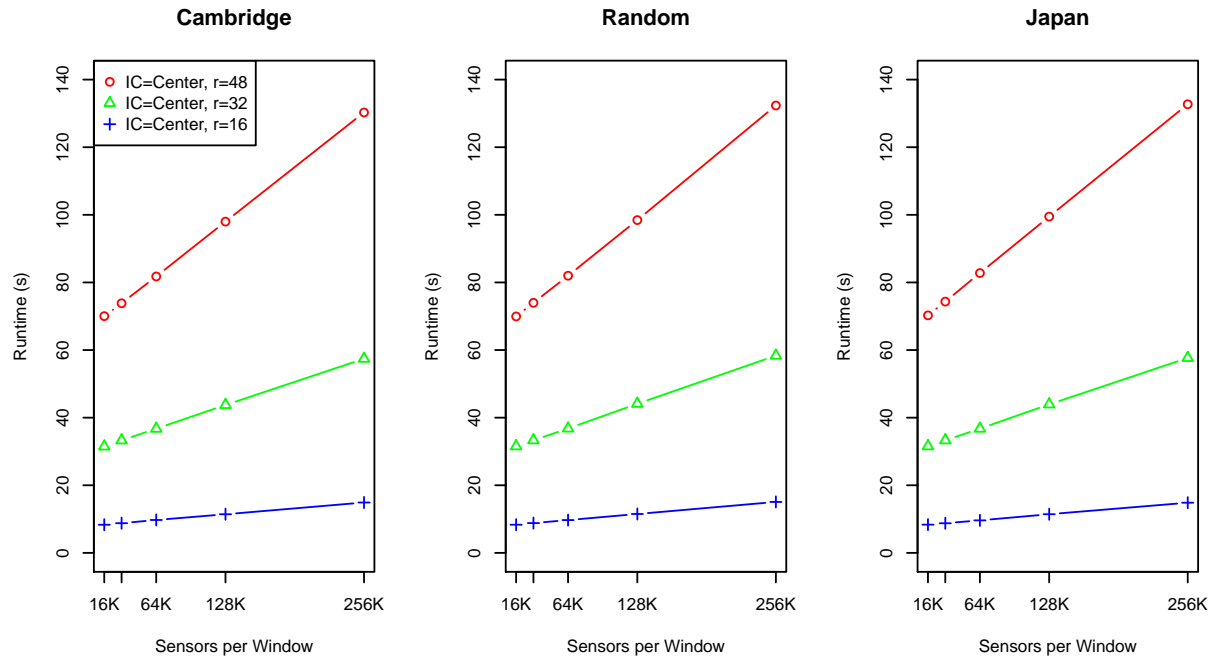 Cambridge
Runtime (s)
0
20
40
60
80
100
120
140
IC=Center, r=48
IC=Center, r=32
IC=Center, r=16
16K
64K
128K
256K
Sensors per Window
Random
Runtime (s)
0
20
40
60
80
100
120
140
16K
64K
128K
256K
Sensors per Window
Japan
Runtime (s)
0
20
40
60
80
100
120
140
16K
64K
128K
256K
Sensors per Window